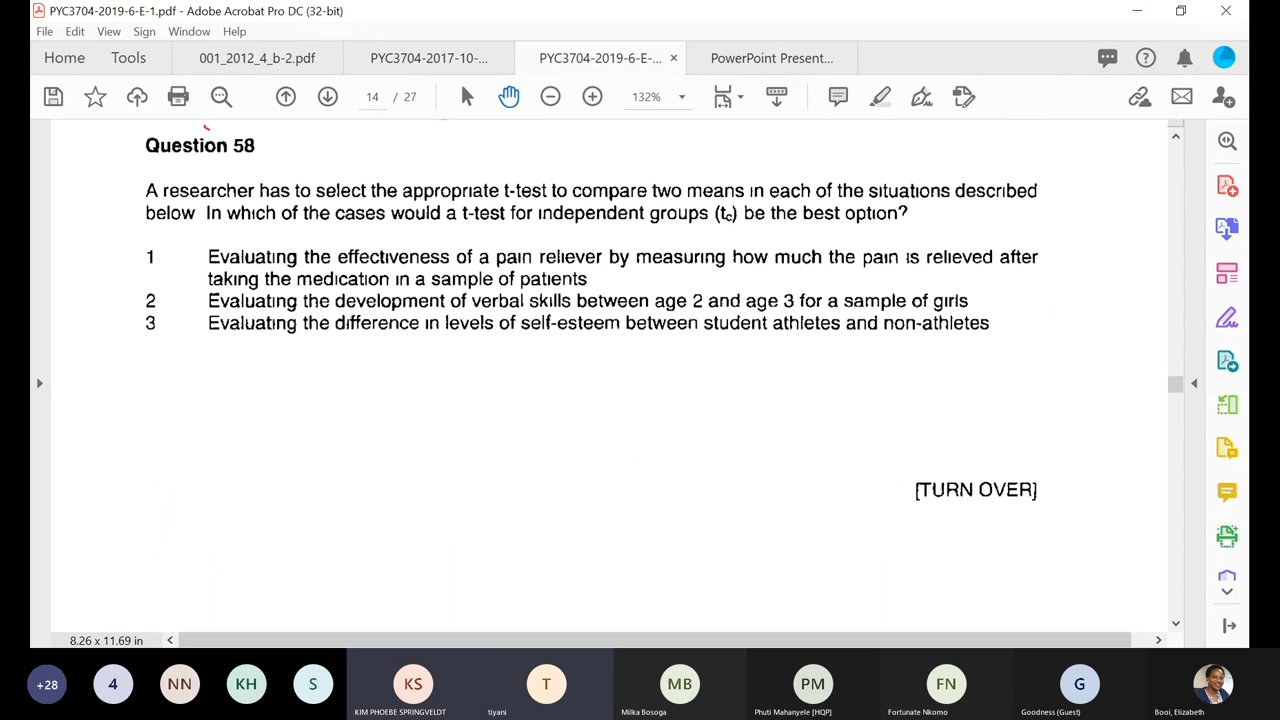 PYC3704-2019-6-E-1.pdf - Adobe Acrobat Pro DC (32-bit)
File Edit View Sign Window Help
Home Tools 001_2012_4_b-2.pdf PYC3704-2017-10-... PYC3704-2019-6-E-... × PowerPoint Present...
14 / 27 132%
Question 58
A researcher has to select the appropriate t-test to compare two means in each of the situations described
below In which of the cases would a t-test for independent groups (tc) be the best option?
1 Evaluating the effectiveness of a pain reliever by measuring how much the pain is relieved after
taking the medication in a sample of patients
2 Evaluating the development of verbal skills between age 2 and age 3 for a sample of girls
3 Evaluating the difference in levels of self-esteem between student athletes and non-athletes
[TURN OVER]
8.26 x 11.69 in
+28 4 NN KH S KS T MB PM FN G
KIM PHOEBE SPRINGVELDT tiyani Milka Bosoga Phuti Mahanyele [HQP] Fortunate Nkomo Goodness (Guest) Booi, Elizabeth